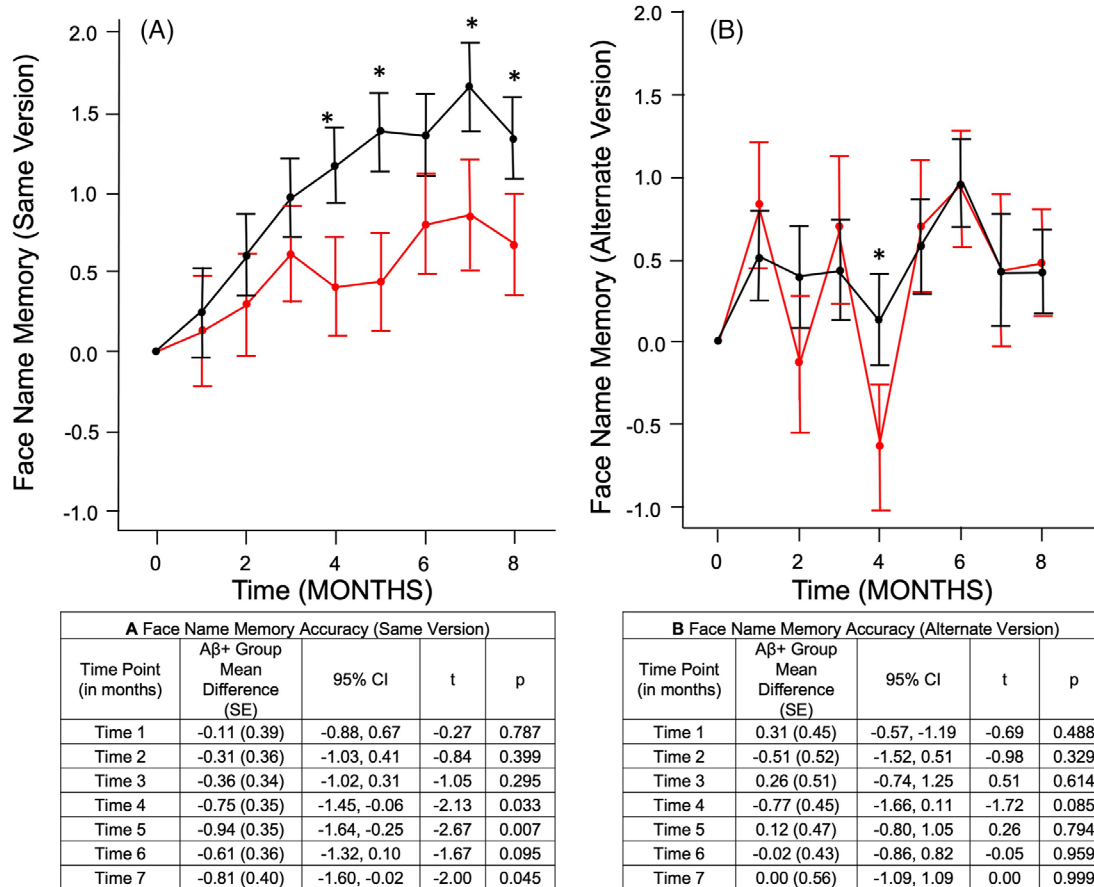 (A)
Face Name Memory (Same Version)
2.0
1.5
1.0
0.5
0.0
-0.5
-1.0
*
*
*
*
0 2 4 6 8
Time (MONTHS)
(B)
Face Name Memory (Alternate Version)
2.0
1.5
1.0
0.5
0.0
-0.5
-1.0
*
0 2 4 6 8
Time (MONTHS)
A Face Name Memory Accuracy (Same Version)
Time Point (in months) Aβ+ Group Mean Difference (SE) 95% CI t p
Time 1 -0.11 (0.39) -0.88, 0.67 -0.27 0.787
Time 2 -0.31 (0.36) -1.03, 0.41 -0.84 0.399
Time 3 -0.36 (0.34) -1.02, 0.31 -1.05 0.295
Time 4 -0.75 (0.35) -1.45, -0.06 -2.13 0.033
Time 5 -0.94 (0.35) -1.64, -0.25 -2.67 0.007
Time 6 -0.61 (0.36) -1.32, 0.10 -1.67 0.095
Time 7 -0.81 (0.40) -1.60, -0.02 -2.00 0.045
B Face Name Memory Accuracy (Alternate Version)
Time Point (in months) Aβ+ Group Mean Difference (SE) 95% CI t p
Time 1 0.31 (0.45) -0.57, -1.19 -0.69 0.488
Time 2 -0.51 (0.52) -1.52, 0.51 -0.98 0.329
Time 3 0.26 (0.51) -0.74, 1.25 0.51 0.614
Time 4 -0.77 (0.45) -1.66, 0.11 -1.72 0.085
Time 5 0.12 (0.47) -0.80, 1.05 0.26 0.794
Time 6 -0.02 (0.43) -0.86, 0.82 -0.05 0.959
Time 7 0.00 (0.56) -1.09, 1.09 0.00 0.999